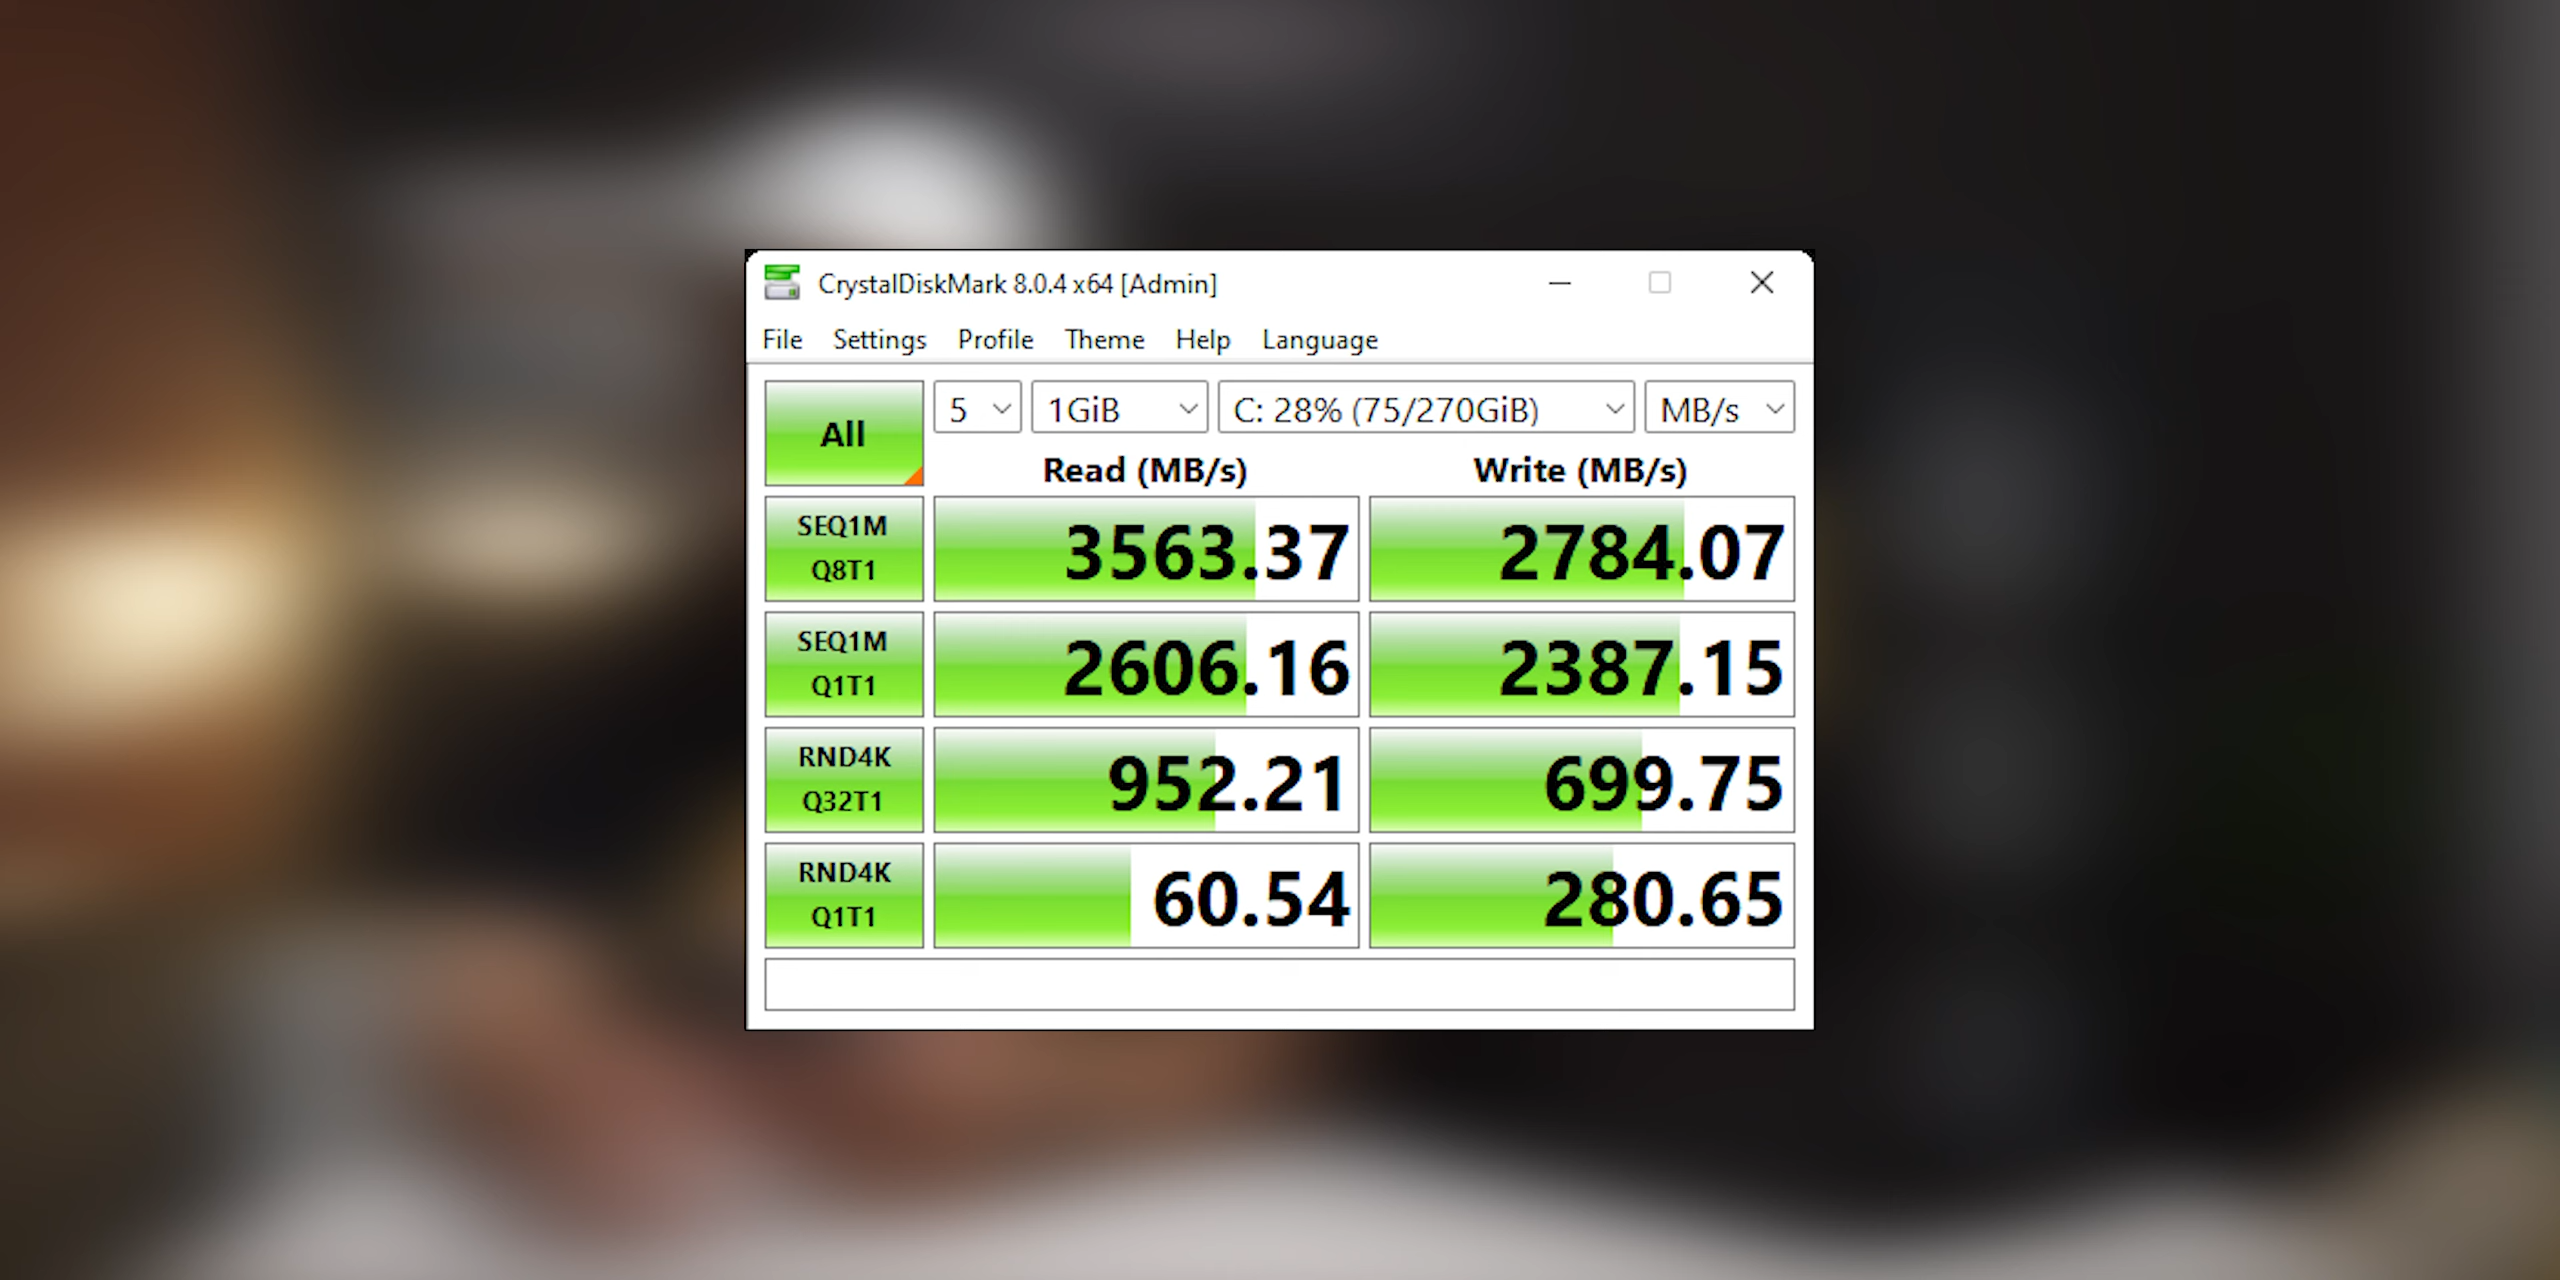 CrystalDiskMark 8.0.4 x64 [Admin]
File Settings Profile Theme Help Language
All 5 1GiB C: 28% (75/270GiB) MB/s
Read (MB/s) Write (MB/s)
SEQ1M
Q8T1 3563.37 2784.07
SEQ1M
Q1T1 2606.16 2387.15
RND4K
Q32T1 952.21 699.75
RND4K
Q1T1 60.54 280.65